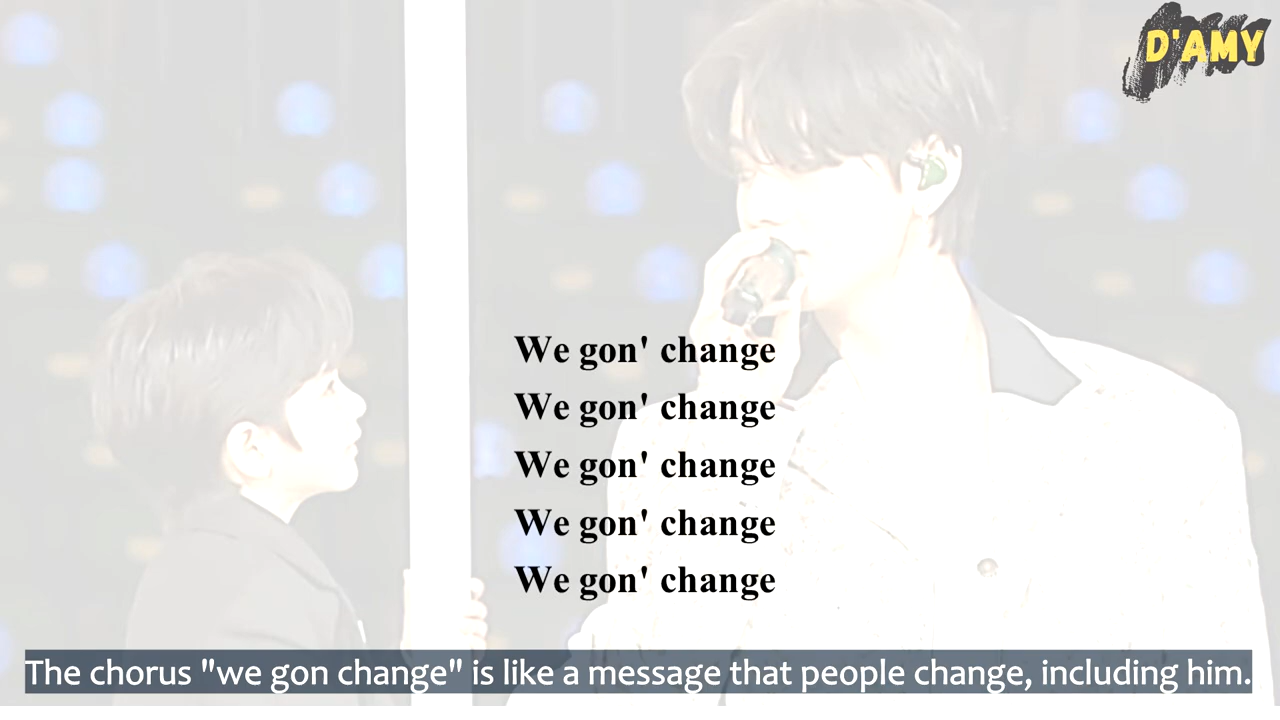 D'AMY
We gon' change
We gon' change
We gon' change
We gon' change
We gon' change
The chorus "we gon change" is like a message that people change, including him.